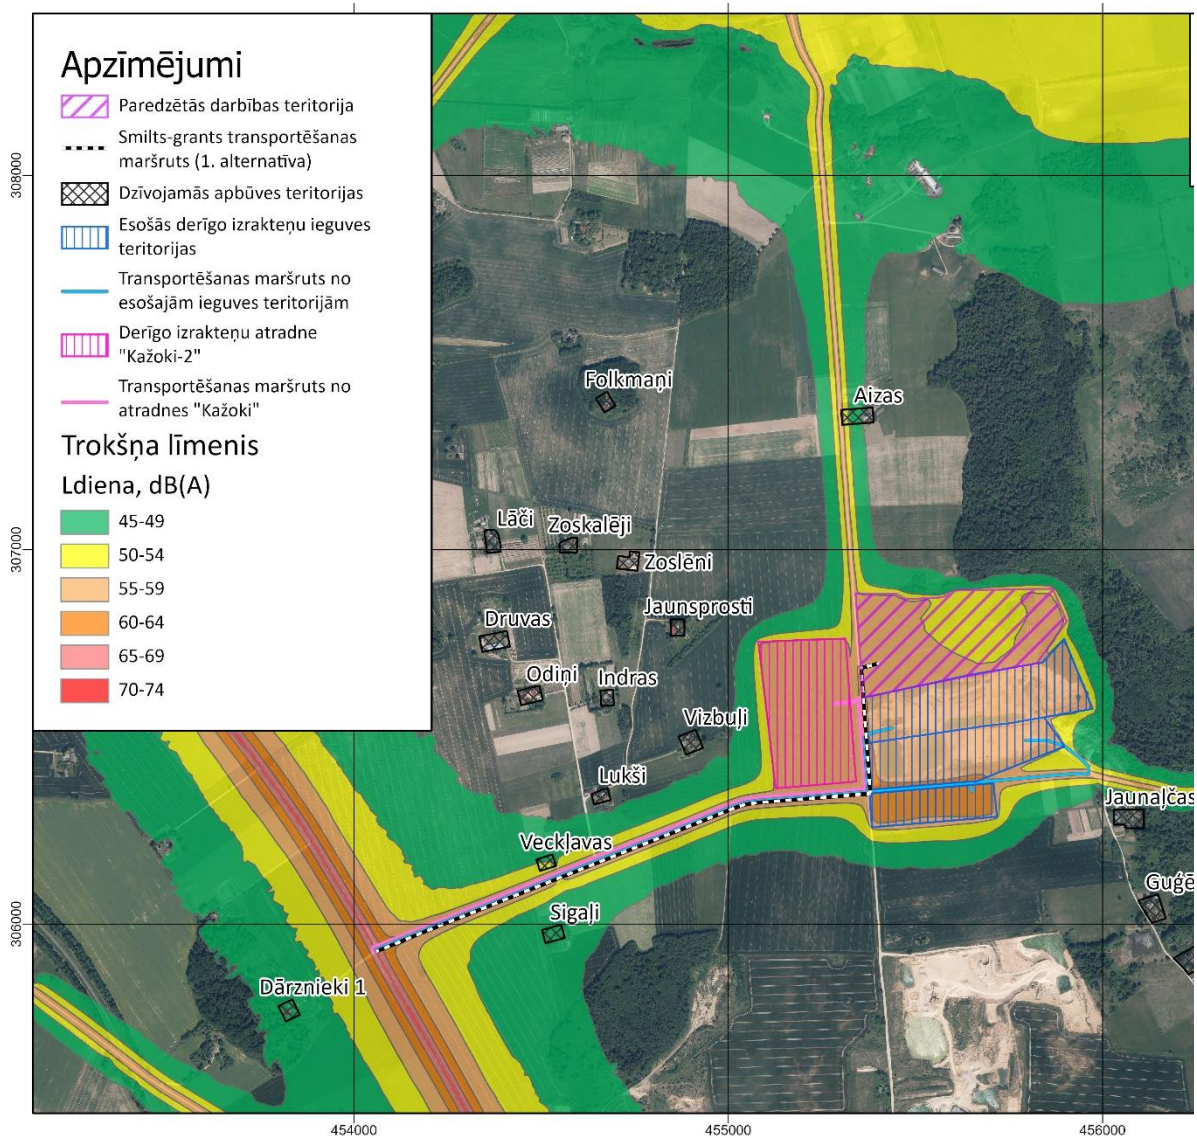 Apzīmējumi
Paredzētās darbības teritorija
Smilts-grants transportēšanas
maršruts (1. alternatīva)
Dzīvojamās apbūves teritorijas
Esošās derīgo izrakteņu ieguves
teritorijas
Transportēšanas maršruts no
esošajām ieguves teritorijām
Derīgo izrakteņu atradne
"Kažoki-2"
Transportēšanas maršruts no
atradnes "Kažoki"
Trokšņa līmenis
Ldiena, dB(A)
45-49
50-54
55-59
60-64
65-69
70-74
308000
307000
306000
Folkmaņi
Aizas
Lāči
Zoskalēji
Zoslēni
Jaunsprosti
Druvas
Odiņi
Indras
Vizbuļi
Lukši
Jaunaļčas
Veckļavas
Guģē
Sigaļi
Dārznieki 1
454000
455000
456000